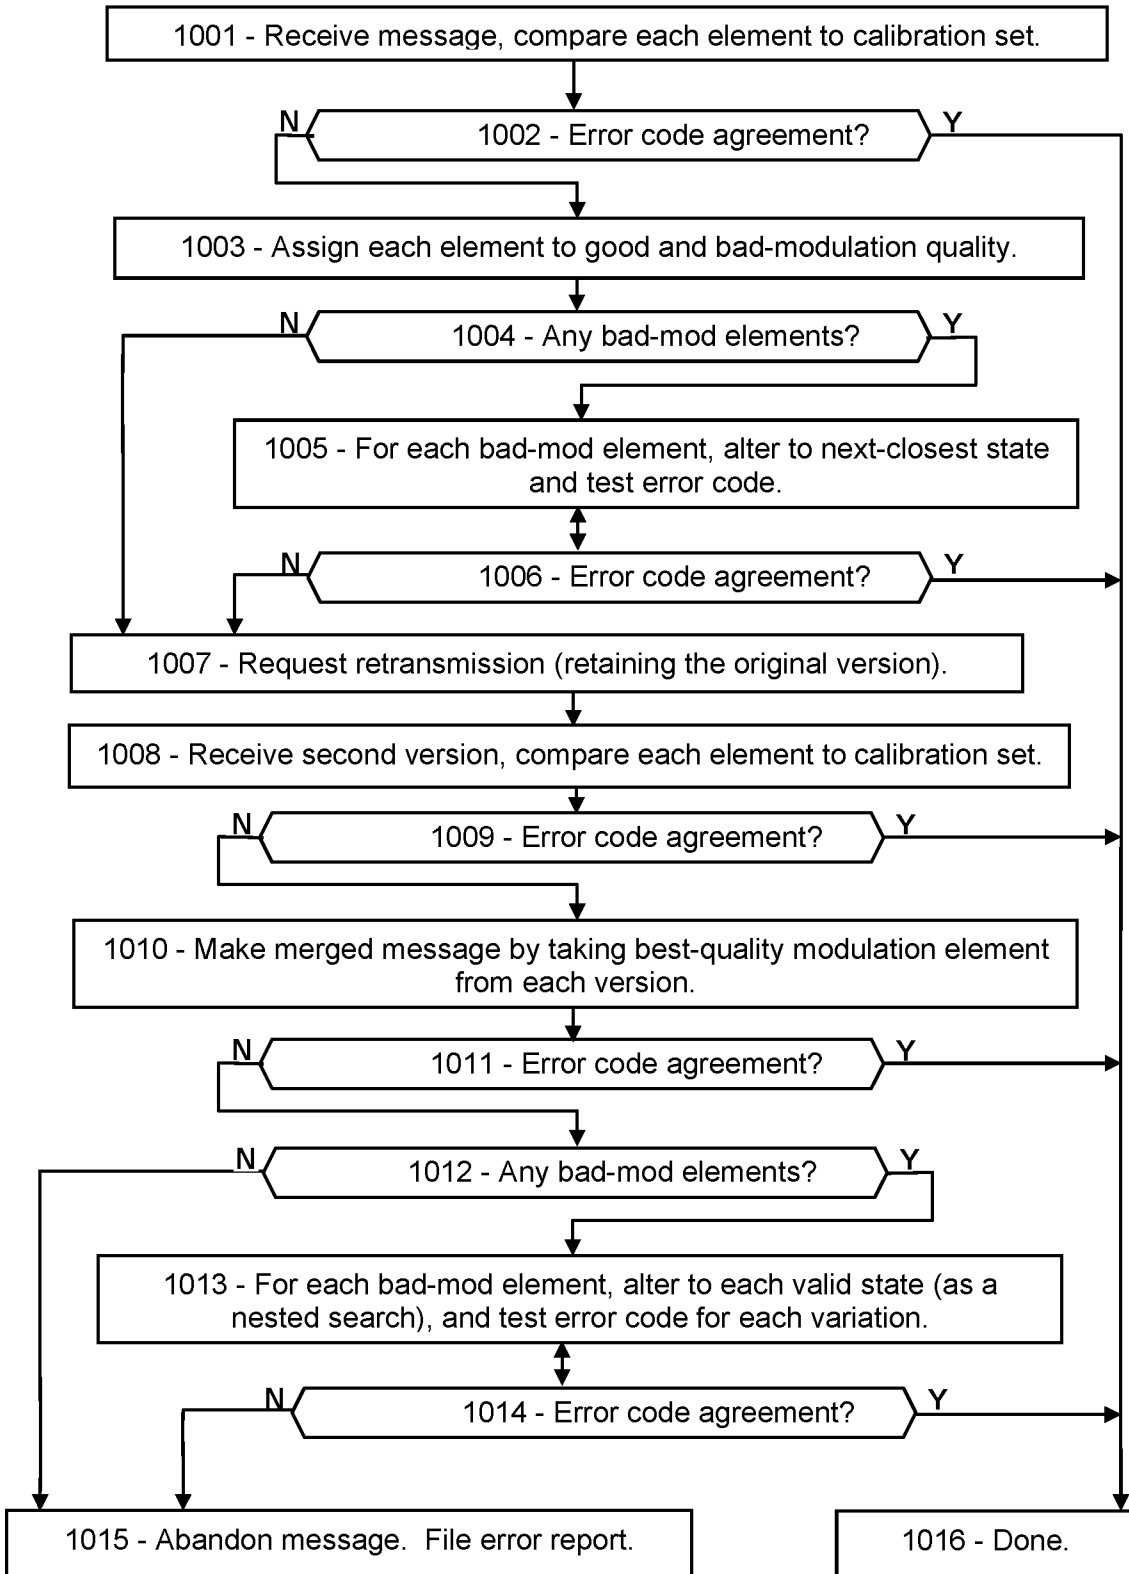 1001 - Receive message, compare each element to calibration set.
N
Y
1002 - Error code agreement?
1003 - Assign each element to good and bad-modulation quality.
N
Y
1004 - Any bad-mod elements?
1005 - For each bad-mod element, alter to next-closest state
and test error code.
N
Y
1006 - Error code agreement?
1007 - Request retransmission (retaining the original version).
1008 - Receive second version, compare each element to calibration set.
N
Y
1009 - Error code agreement?
1010 - Make merged message by taking best-quality modulation element
from each version.
N
Y
1011 - Error code agreement?
N
Y
1012 - Any bad-mod elements?
1013 - For each bad-mod element, alter to each valid state (as a
nested search), and test error code for each variation.
N
Y
1014 - Error code agreement?
1015 - Abandon message.  File error report.
1016 - Done.